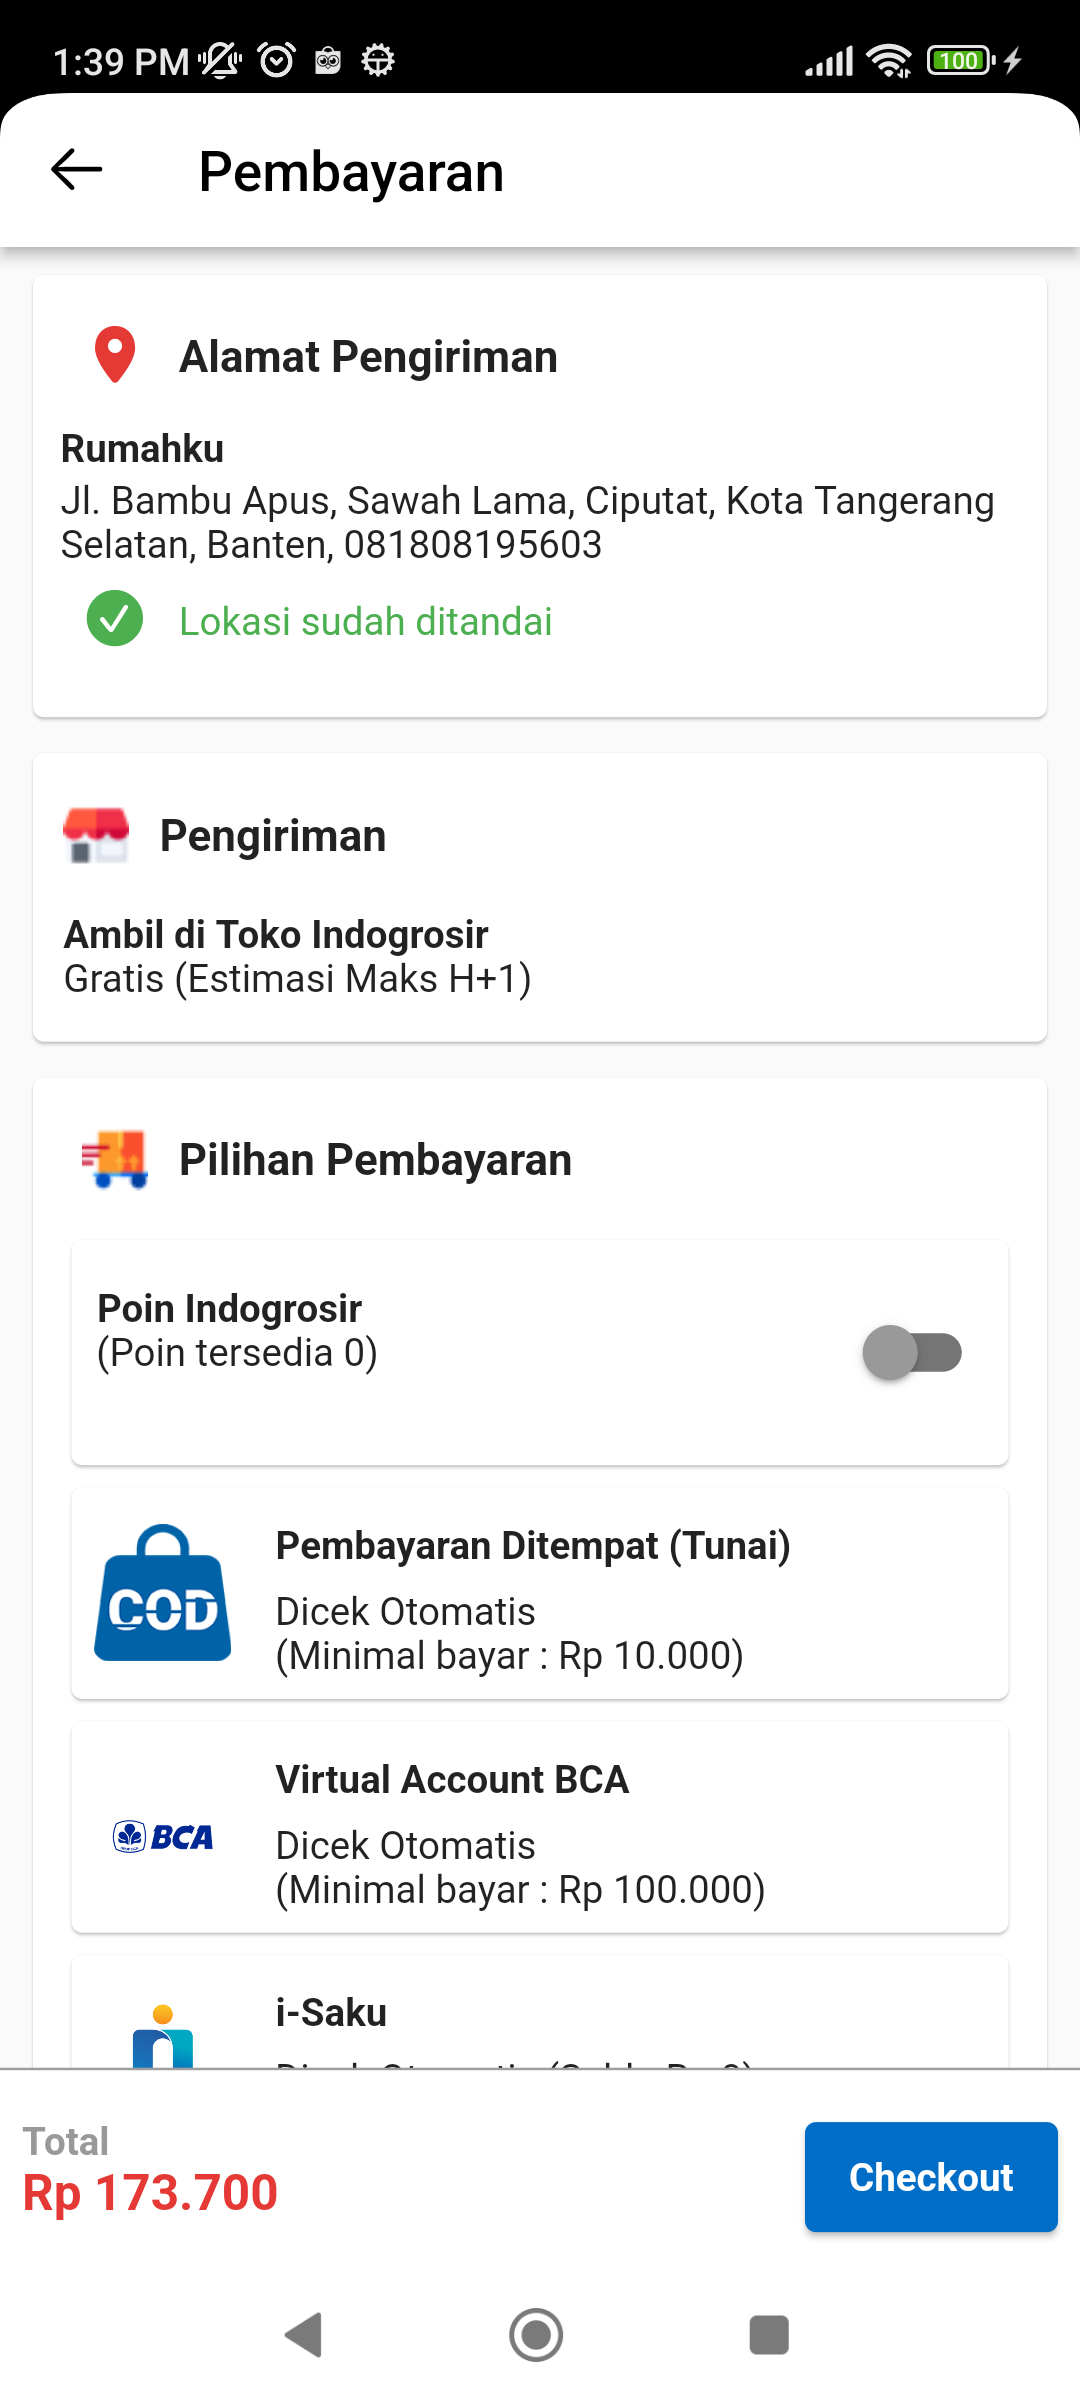 1:39 PM
100
Pembayaran
Alamat Pengiriman
Rumahku
Jl. Bambu Apus, Sawah Lama, Ciputat, Kota Tangerang
Selatan, Banten, 081808195603
Lokasi sudah ditandai
Pengiriman
Ambil di Toko Indogrosir
Gratis (Estimasi Maks H+1)
Pilihan Pembayaran
Poin Indogrosir
(Poin tersedia 0)
COD
Pembayaran Ditempat (Tunai)
Dicek Otomatis
(Minimal bayar : Rp 10.000)
BCA
Virtual Account BCA
Dicek Otomatis
(Minimal bayar : Rp 100.000)
i-Saku
Total
Rp 173.700
Checkout